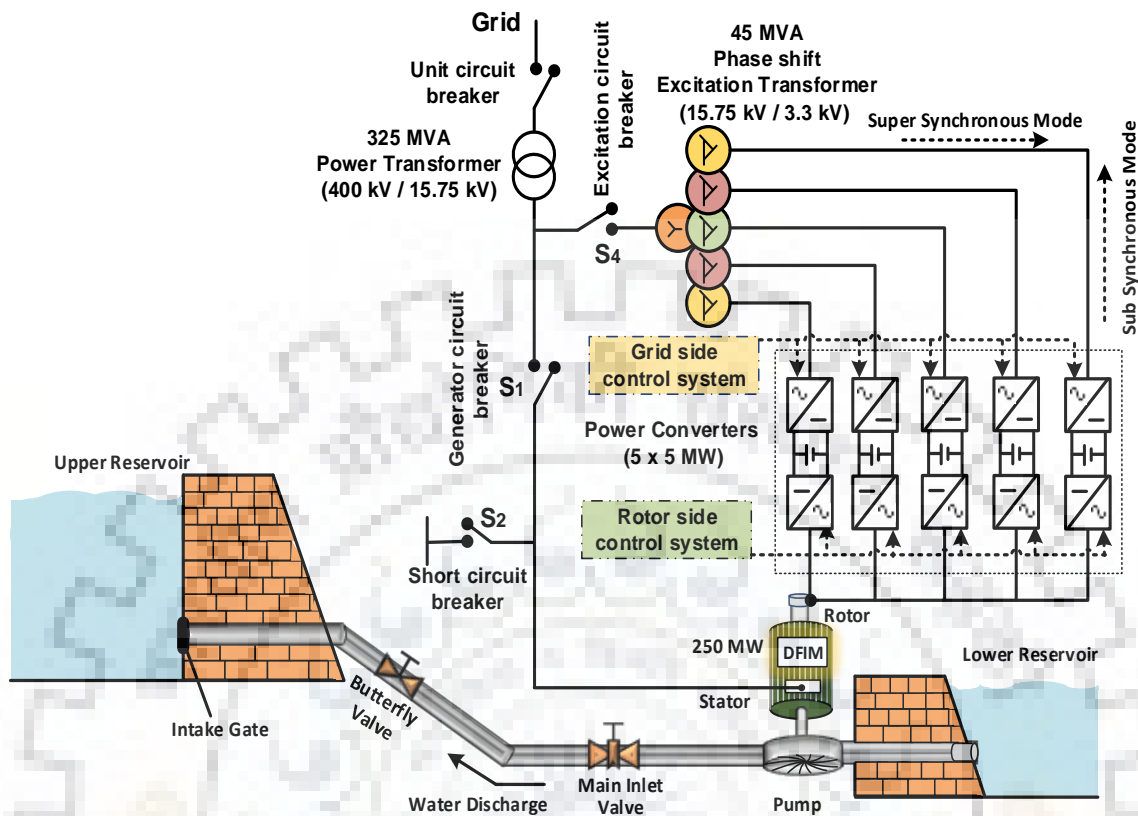 Grid
Unit circuit
breaker
325 MVA
Power Transformer
(400 kV / 15.75 kV)
Excitation circuit
breaker
S4
45 MVA
Phase shift
Excitation Transformer
(15.75 kV / 3.3 kV)
Super Synchronous Mode
Sub Synchronous Mode
Generator circuit
breaker
S1
Grid side
control system
Power Converters
(5 x 5 MW)
Rotor side
control system
S2
Short circuit
breaker
Upper Reservoir
Intake Gate
Butterfly
Valve
Water Discharge
Main Inlet
Valve
Rotor
250 MW
DFIM
Stator
Pump
Lower Reservoir